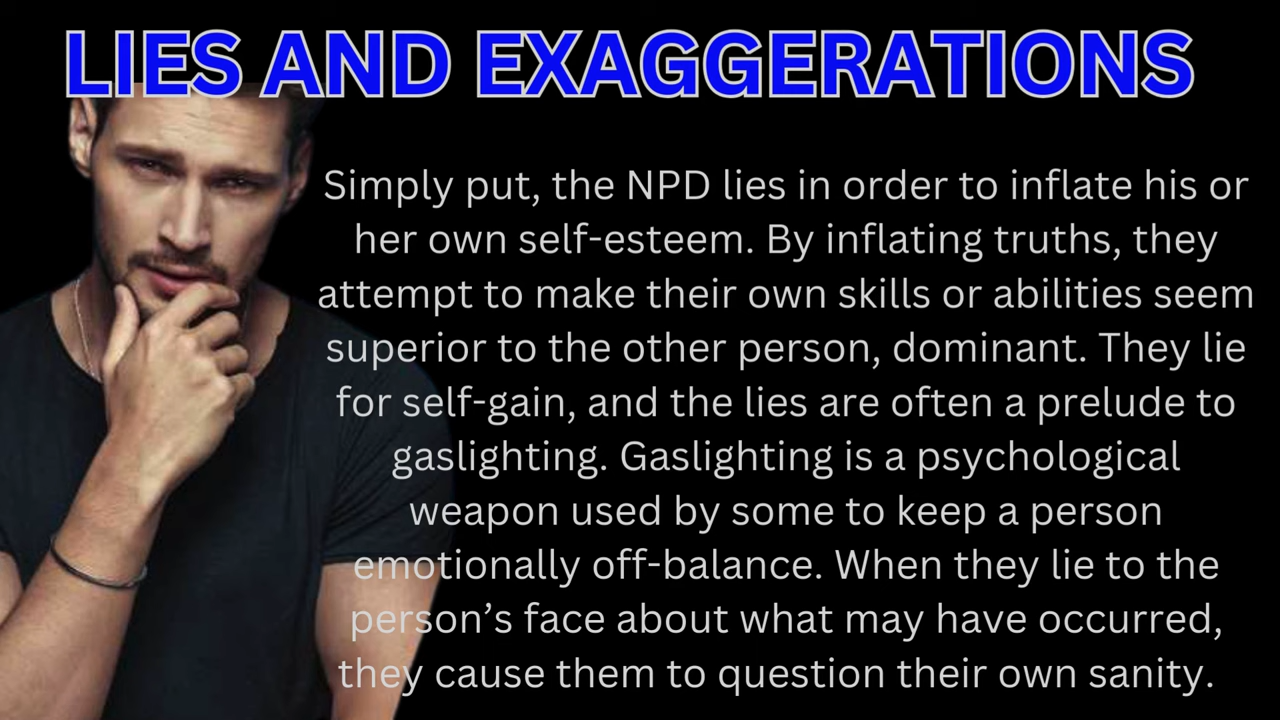 LIES AND EXAGGERATIONS
Simply put, the NPD lies in order to inflate his or
her own self-esteem. By inflating truths, they
attempt to make their own skills or abilities seem
superior to the other person, dominant. They lie
for self-gain, and the lies are often a prelude to
gaslighting. Gaslighting is a psychological
weapon used by some to keep a person
emotionally off-balance. When they lie to the
person’s face about what may have occurred,
they cause them to question their own sanity.